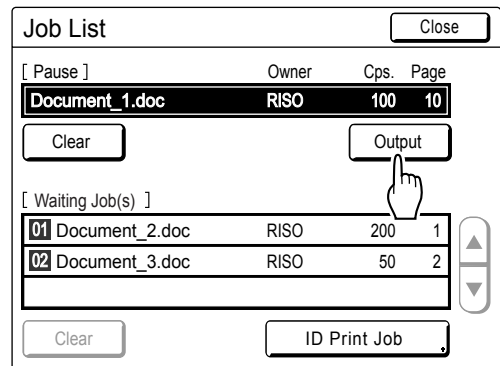 Job List Close
[ Pause ] Owner Cps. Page
Document_1.doc RISO 100 10
Clear Output
[ Waiting Job(s) ]
01 Document_2.doc RISO 200 1
02 Document_3.doc RISO 50 2
Clear ID Print Job